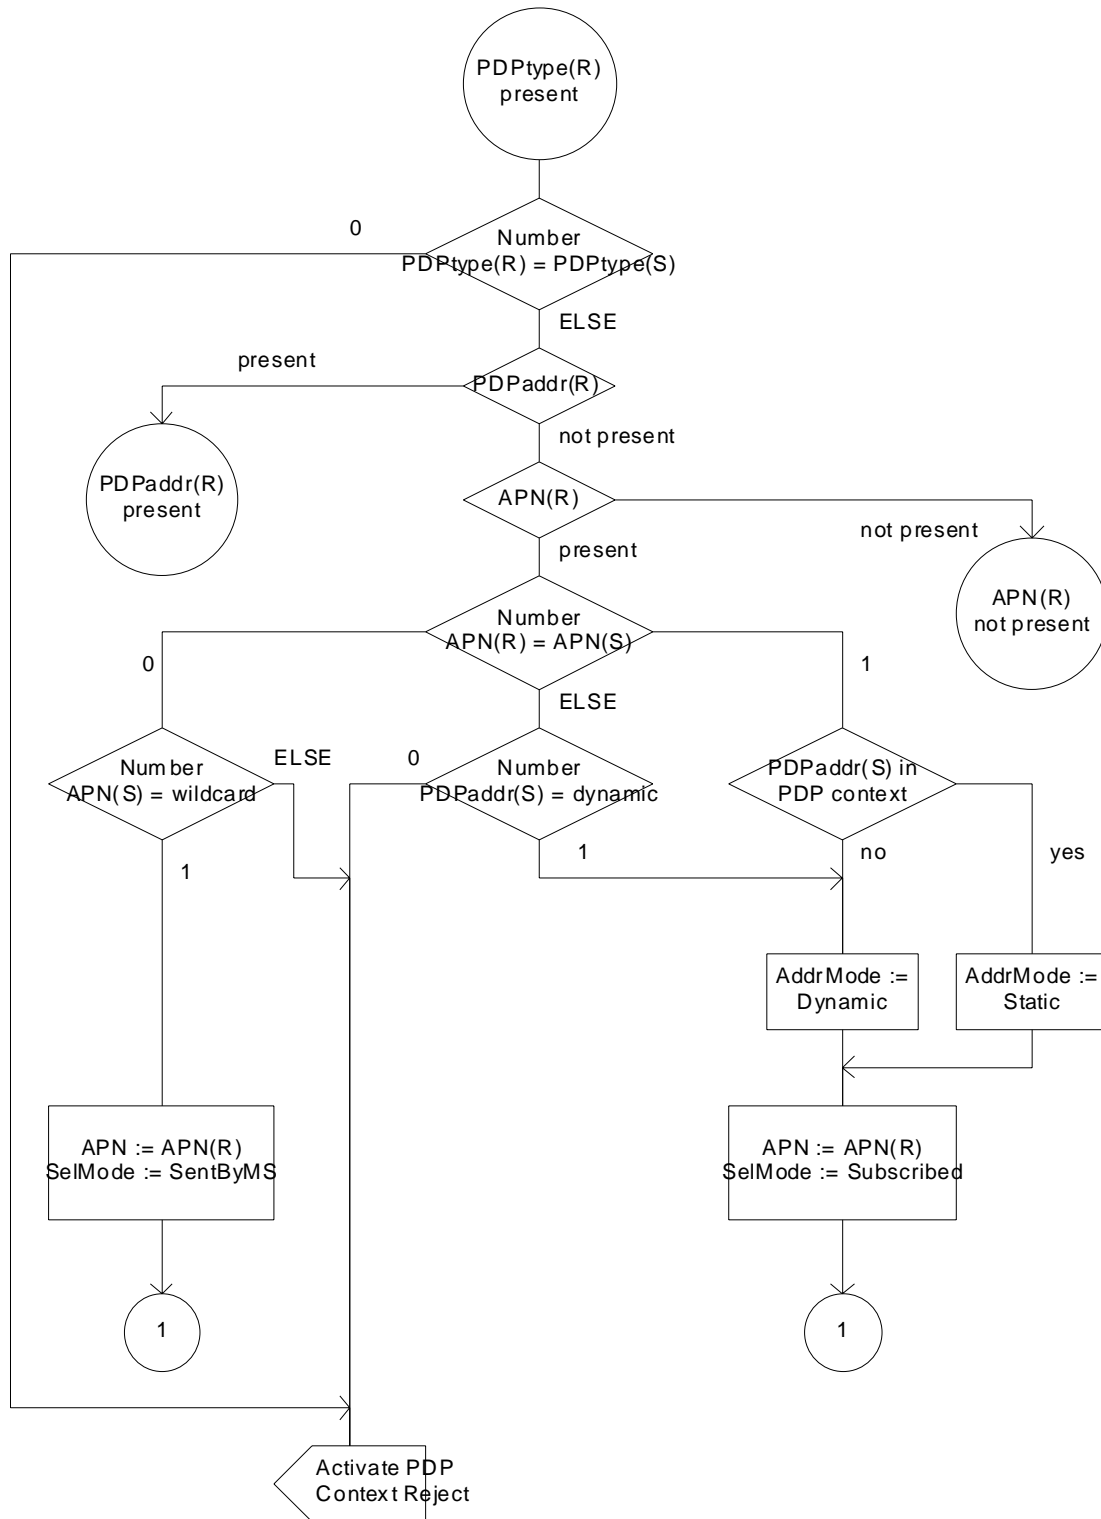 PDPtype(R)
present
0
Number
PDPtype(R) = PDPtype(S)
ELSE
present
PDPaddr(R)
not present
PDPaddr(R)
present
APN(R)
not present
present
APN(R)
not present
Number
APN(R) = APN(S)
0
1
ELSE
Number
APN(S) = wildcard
ELSE
0
Number
PDPaddr(S) = dynamic
PDPaddr(S) in
PDP context
1
1
no
yes
AddrMode :=
Dynamic
AddrMode :=
Static
APN := APN(R)
SelMode := SentByMS
APN := APN(R)
SelMode := Subscribed
1
1
Activate PDP
Context Reject